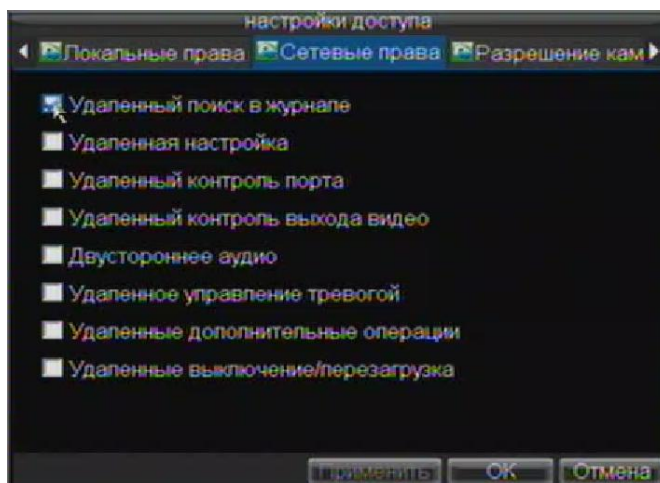 настройки доступа
Локальные права Сетевые права Разрешение кам
Удаленный поиск в журнале
Удаленная настройка
Удаленный контроль порта
Удаленный контроль выхода видео
Двустороннее аудио
Удаленное управление тревогой
Удаленные дополнительные операции
Удаленные выключение/перезагрузка
Применить OK Отмена